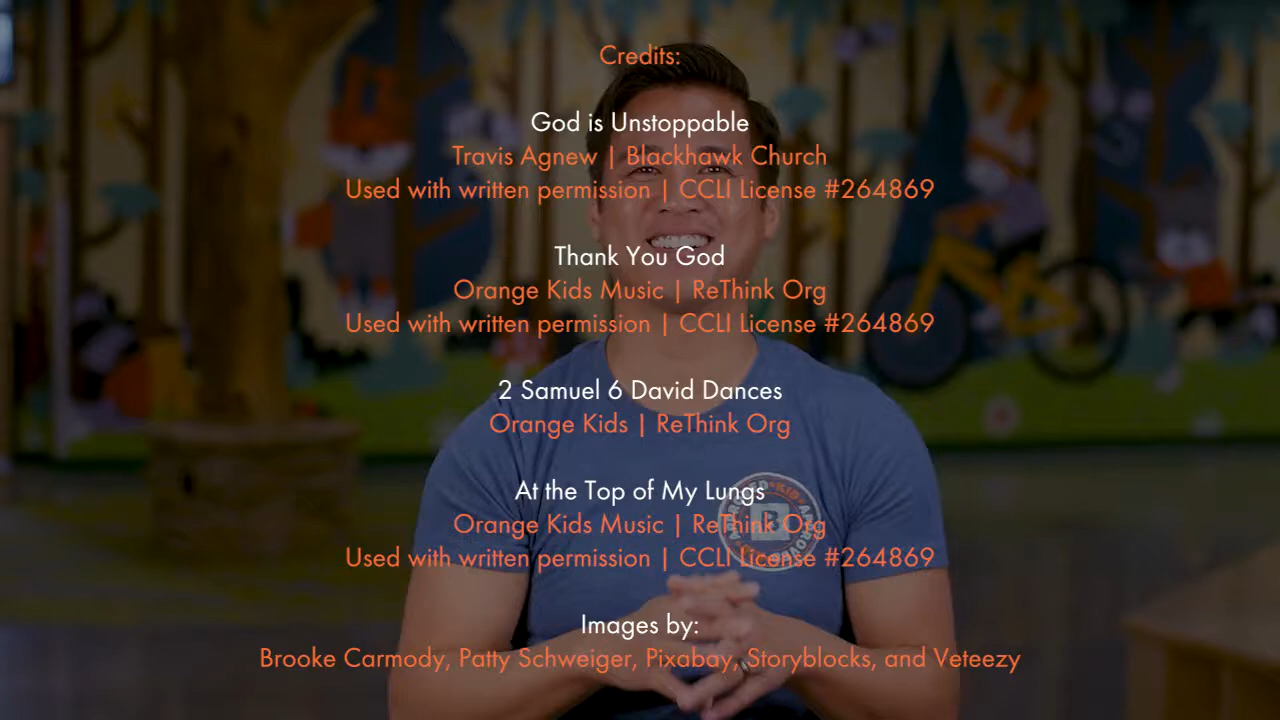 Credits:
God is Unstoppable
Travis Agnew | Blackhawk Church
Used with written permission | CCLI License #264869
Thank You God
Orange Kids Music | ReThink Org
Used with written permission | CCLI License #264869
2 Samuel 6 David Dances
Orange Kids | ReThink Org
At the Top of My Lungs
Orange Kids Music | ReThink Org
Used with written permission | CCLI License #264869
Images by:
Brooke Carmody, Patty Schweiger, Pixabay, Storyblocks, and Veteezy